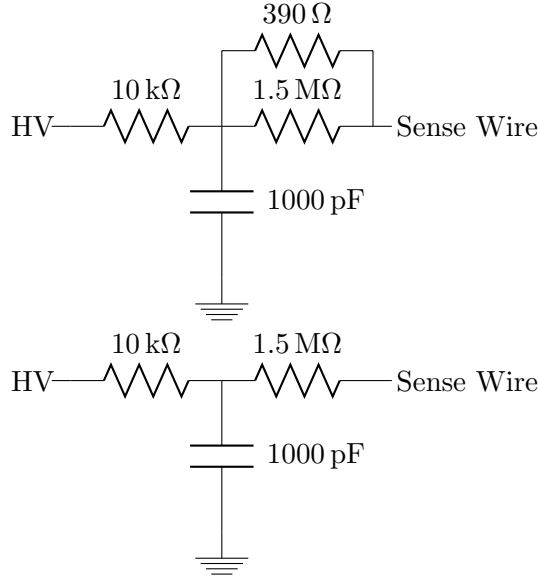 390 Ω
10 kΩ
1.5 MΩ
HV
Sense Wire
1000 pF
10 kΩ
1.5 MΩ
HV
Sense Wire
1000 pF